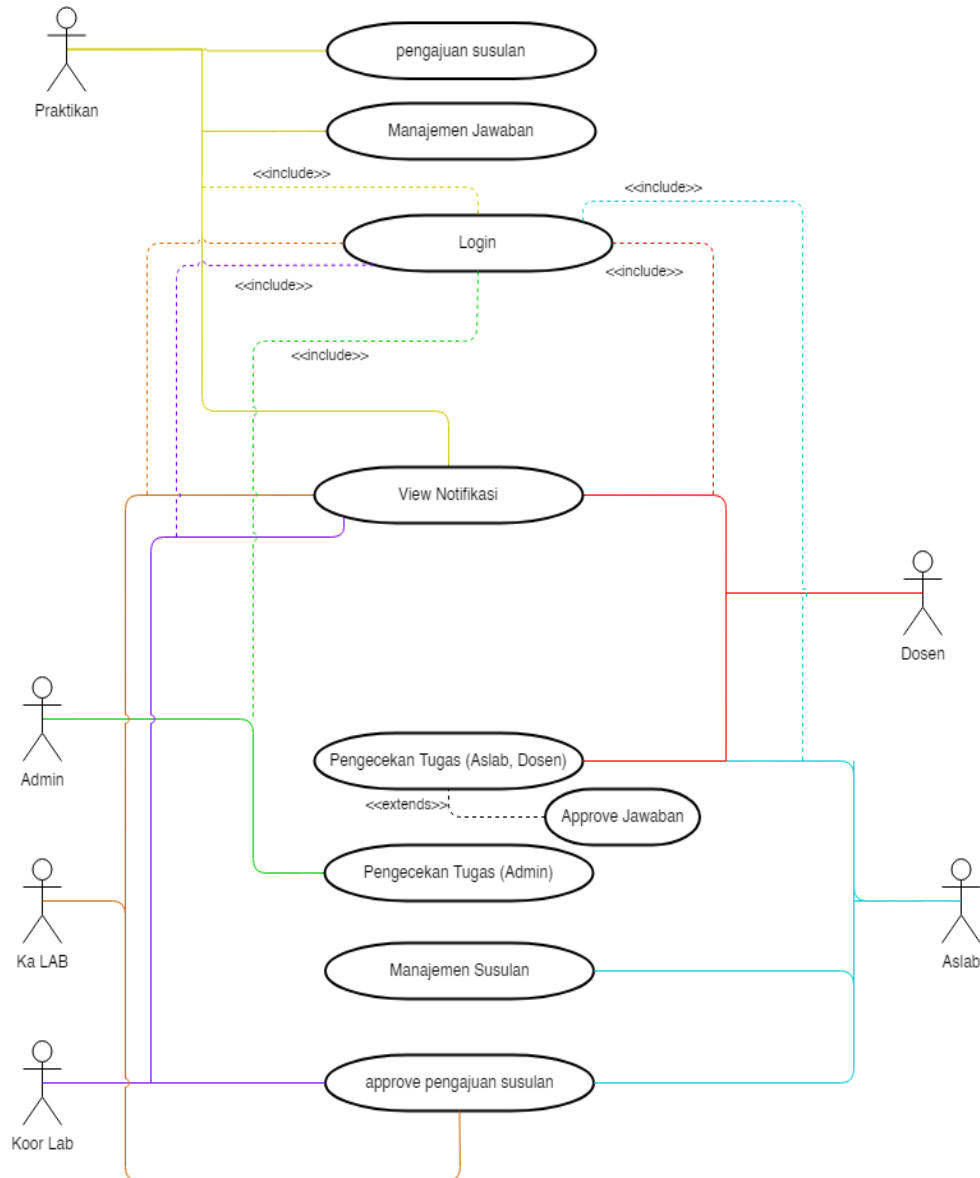 pengajuan susulan
Praktikan
Manajemen Jawaban
<<include>>
<<include>>
Login
<<include>>
<<include>>
<<include>>
View Notifikasi
Dosen
Pengecekan Tugas (Aslab, Dosen)
Admin
<<extends>>
Approve Jawaban
Pengecekan Tugas (Admin)
Ka LAB
Manajemen Susulan
Aslab
approve pengajuan susulan
Koor Lab